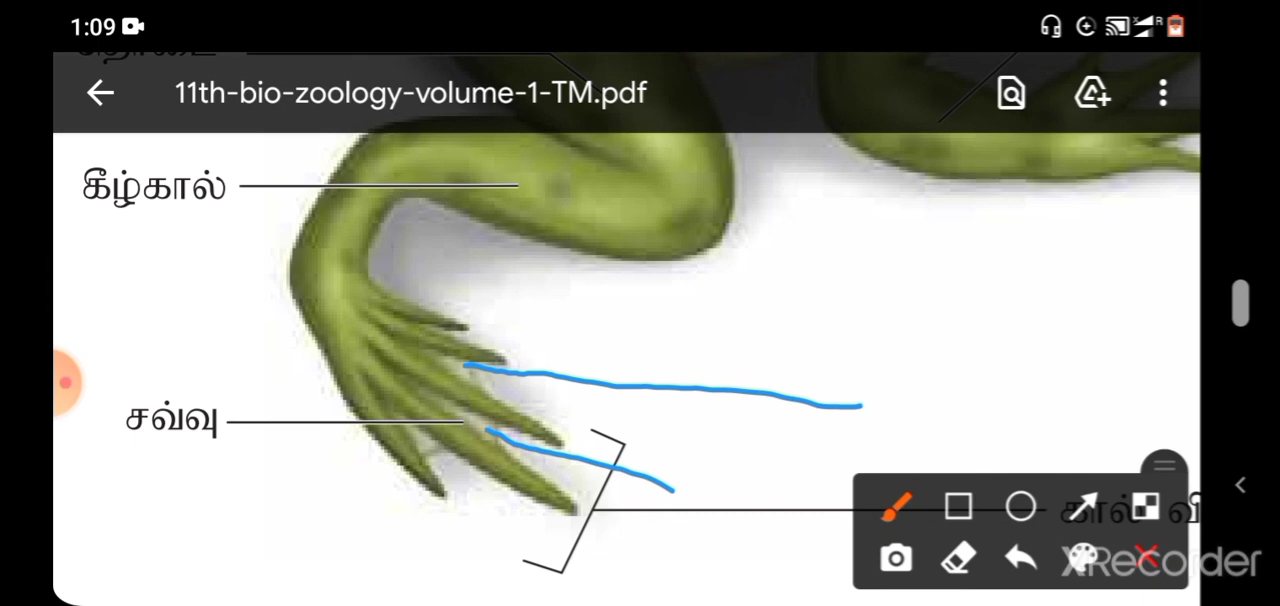 1:09
11th-bio-zoology-volume-1-TM.pdf
கீழ்கால்
சவ்வு
கால் வி
XRecorder